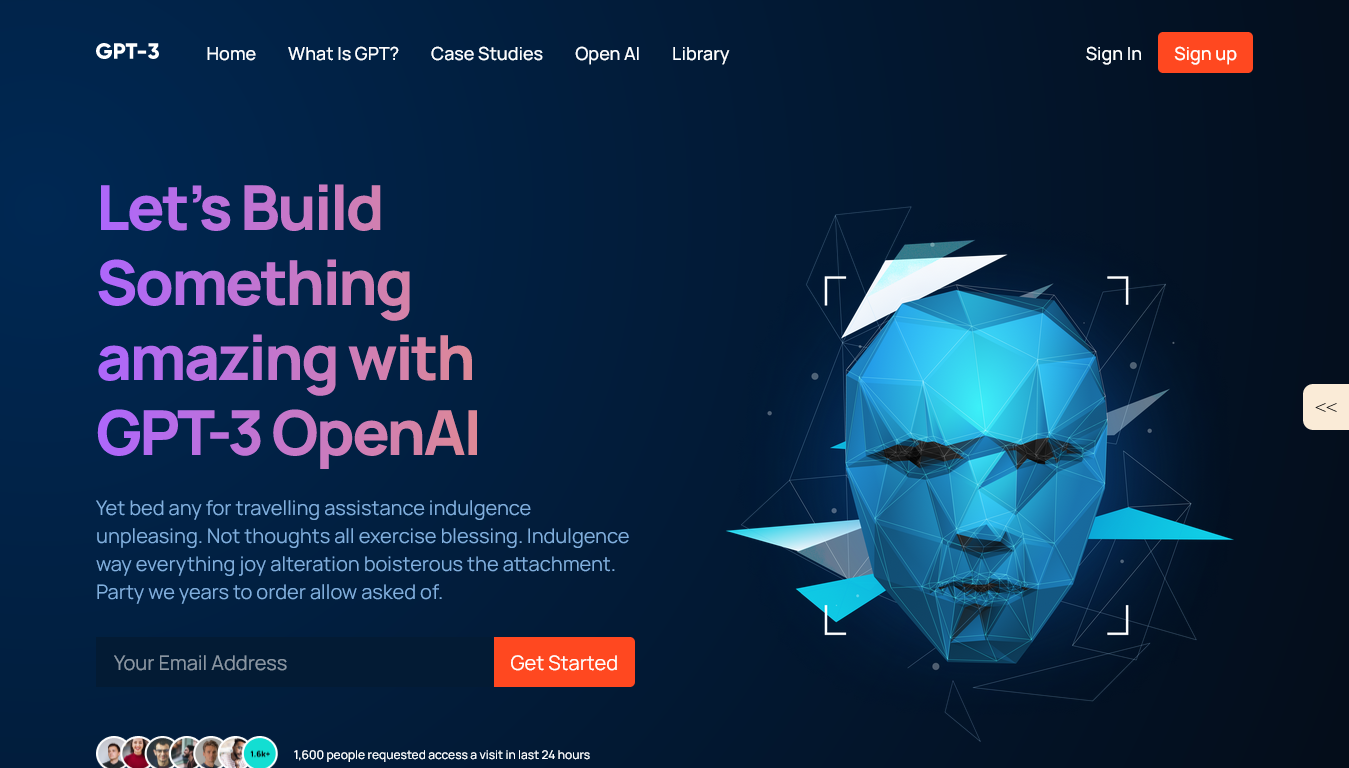 GPT-3
Home
What Is GPT?
Case Studies
Open AI
Library
Sign In
Sign up
Let's Build
Something
amazing with
GPT-3 OpenAI
Yet bed any for travelling assistance indulgence
unpleasing. Not thoughts all exercise blessing. Indulgence
way everything joy alteration boisterous the attachment.
Party we years to order allow asked of.
Your Email Address
Get Started
1.6k+
1,600 people requested access a visit in last 24 hours
<<